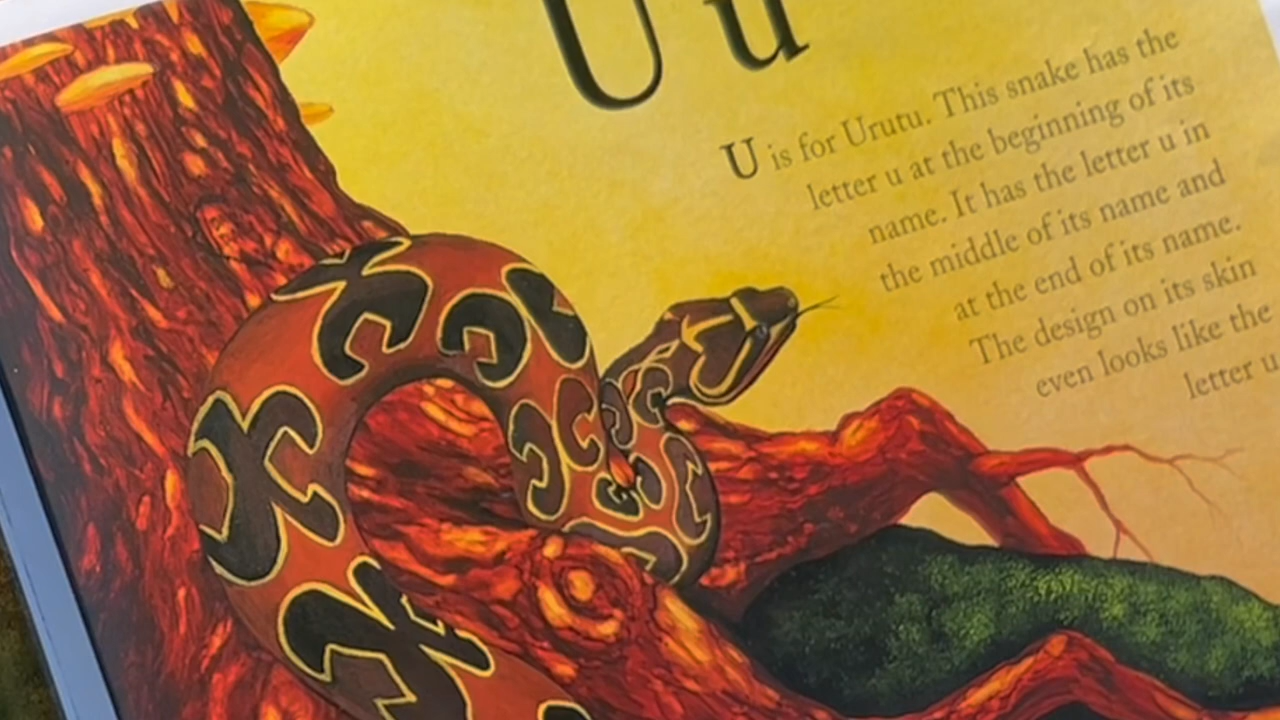 U u
U is for Urutu. This snake has the
letter u at the beginning of its
name. It has the letter u in
the middle of its name and
at the end of its name.
The design on its skin
even looks like the
letter u